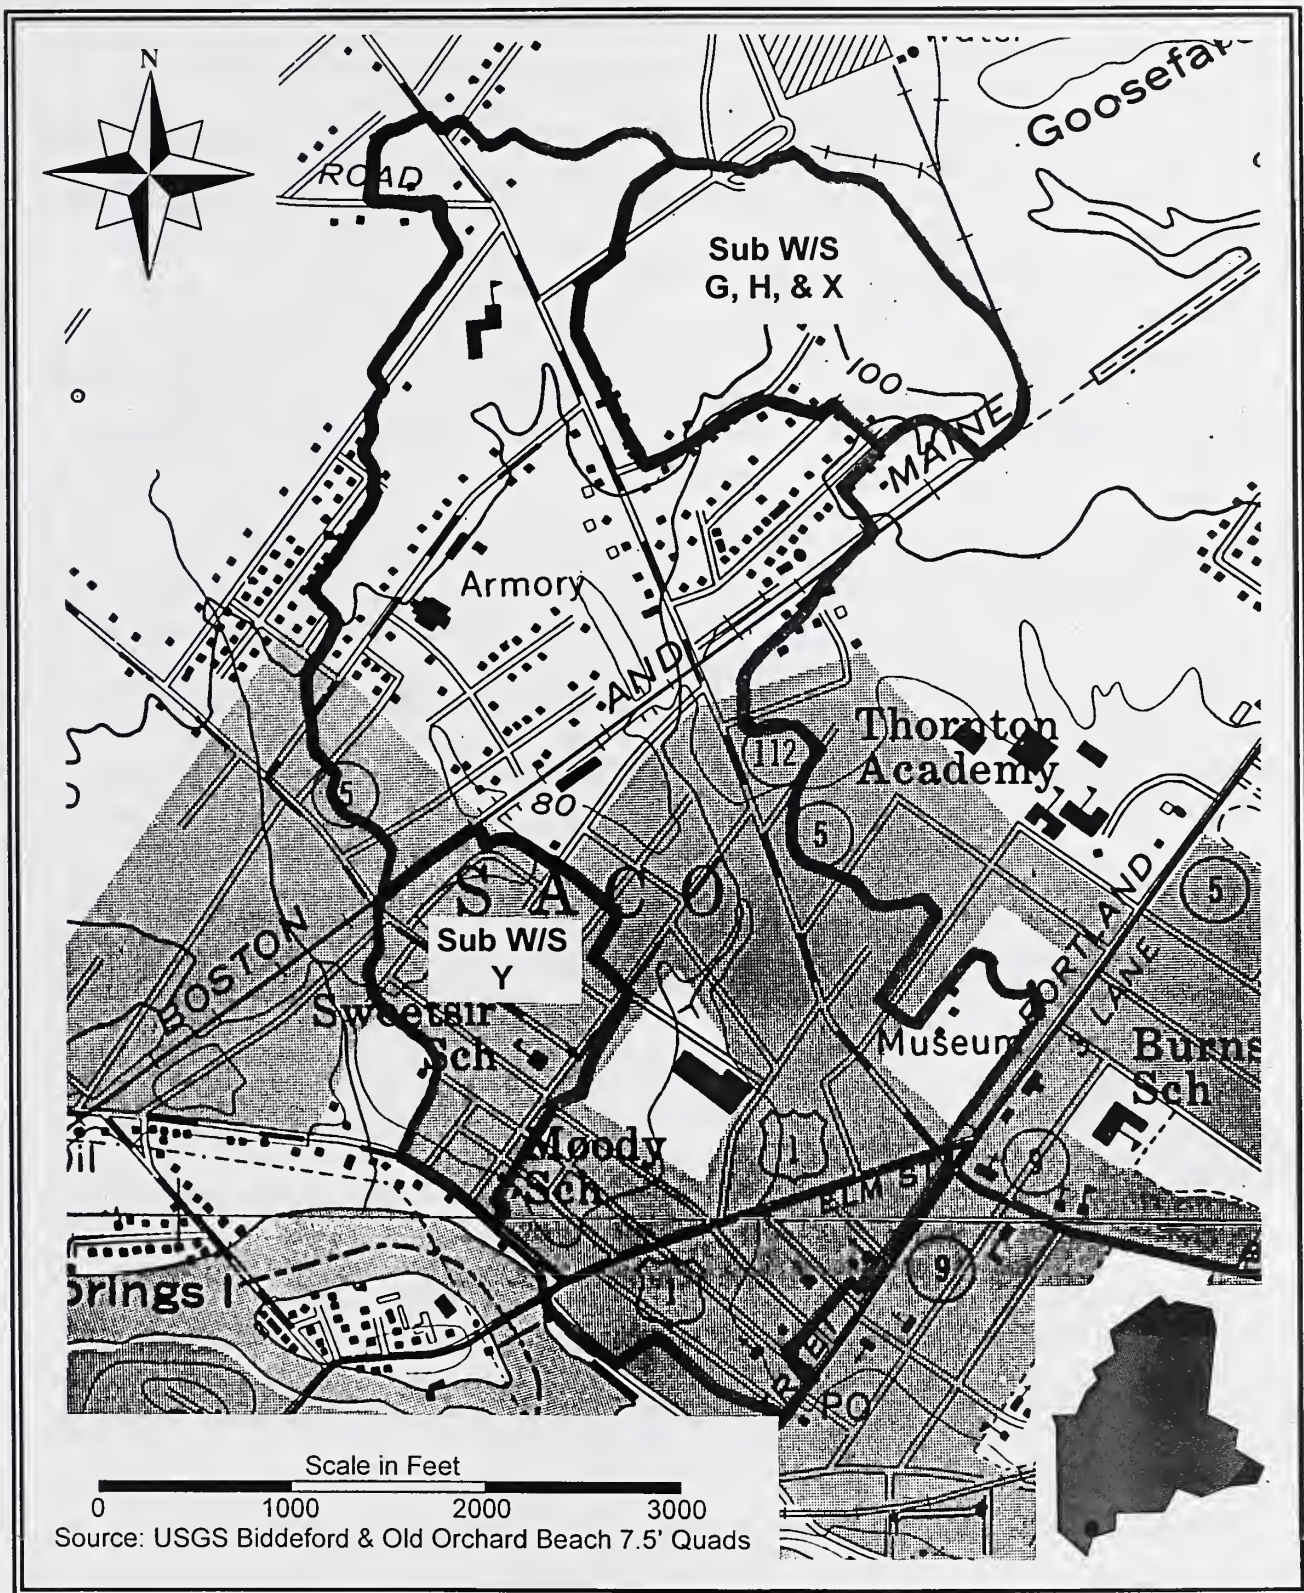 N
Goosefare
ROAD
Sub W/S
G, H, & X
100
MAINE
Armory
AND
Thornton
Academy
112
5
80
5
5
S A C O
Sub W/S
Y
BOSTON
PORTLAND
LANE
Sweetsir
Sch
Museum
Burns
Sch
Moody
Sch
1
9
ELM ST
9
1
prings I
PO
Scale in Feet
0 1000 2000 3000
Source: USGS Biddeford & Old Orchard Beach 7.5' Quads